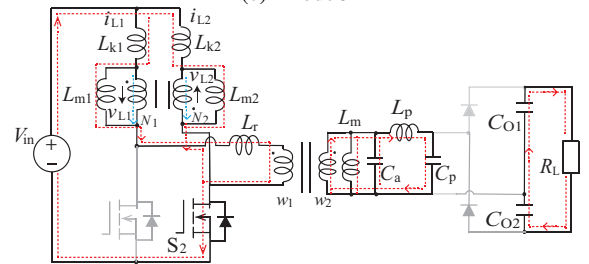 i_L1
i_L2
L_k1
L_k2
L_m1
v_L1
N_1
v_L2
N_2
L_m2
V_in
L_r
L_m
L_p
C_a
C_p
w_1
w_2
C_O1
R_L
C_O2
S_2